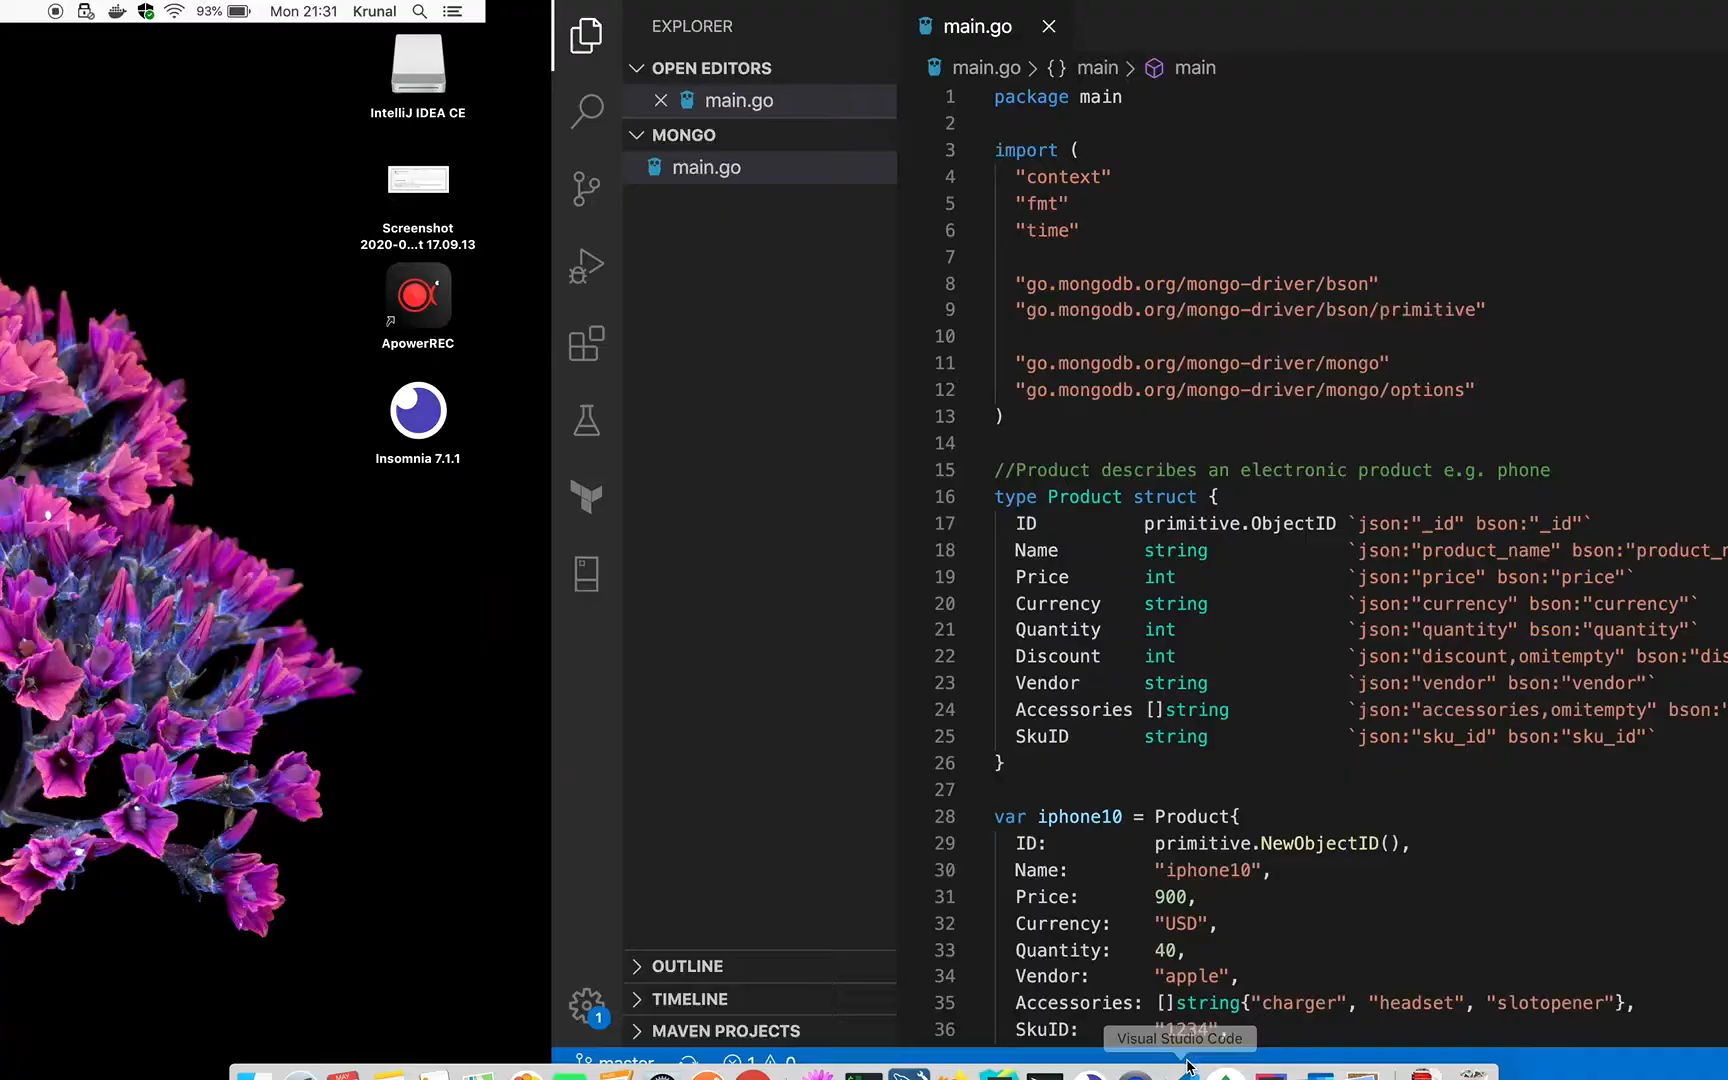 93% Mon 21:31 Krunal
IntelliJ IDEA CE
Screenshot
2020-0...t 17.09.13
ApowerREC
Insomnia 7.1.1
EXPLORER
OPEN EDITORS
main.go
MONGO
main.go
OUTLINE
TIMELINE
MAVEN PROJECTS
1
main.go
main.go > {} main > main
1 package main
2
3 import (
4 "context"
5 "fmt"
6 "time"
7
8 "go.mongodb.org/mongo-driver/bson"
9 "go.mongodb.org/mongo-driver/bson/primitive"
10
11 "go.mongodb.org/mongo-driver/mongo"
12 "go.mongodb.org/mongo-driver/mongo/options"
13 )
14
15 //Product describes an electronic product e.g. phone
16 type Product struct {
17 ID primitive.ObjectID `json:"_id" bson:"_id"`
18 Name string `json:"product_name" bson:"product_n
19 Price int `json:"price" bson:"price"`
20 Currency string `json:"currency" bson:"currency"`
21 Quantity int `json:"quantity" bson:"quantity"`
22 Discount int `json:"discount,omitempty" bson:"dis
23 Vendor string `json:"vendor" bson:"vendor"`
24 Accessories []string `json:"accessories,omitempty" bson:"
25 SkuID string `json:"sku_id" bson:"sku_id"`
26 }
27
28 var iphone10 = Product{
29 ID: primitive.NewObjectID(),
30 Name: "iphone10",
31 Price: 900,
32 Currency: "USD",
33 Quantity: 40,
34 Vendor: "apple",
35 Accessories: []string{"charger", "headset", "slotopener"},
36 SkuID: "1234",
Visual Studio Code
master 1 0
MAY